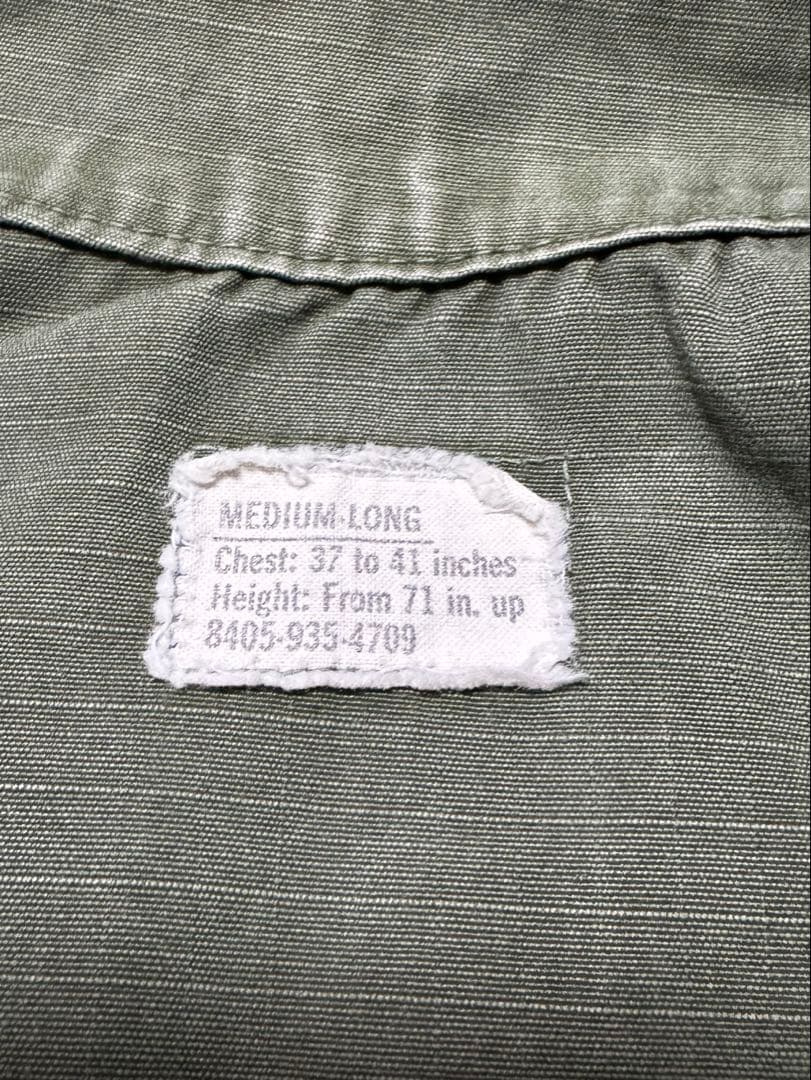 MEDIUM-LONG
Chest: 37 to 41 inches
Height: From 71 in. up
8405-935-4709